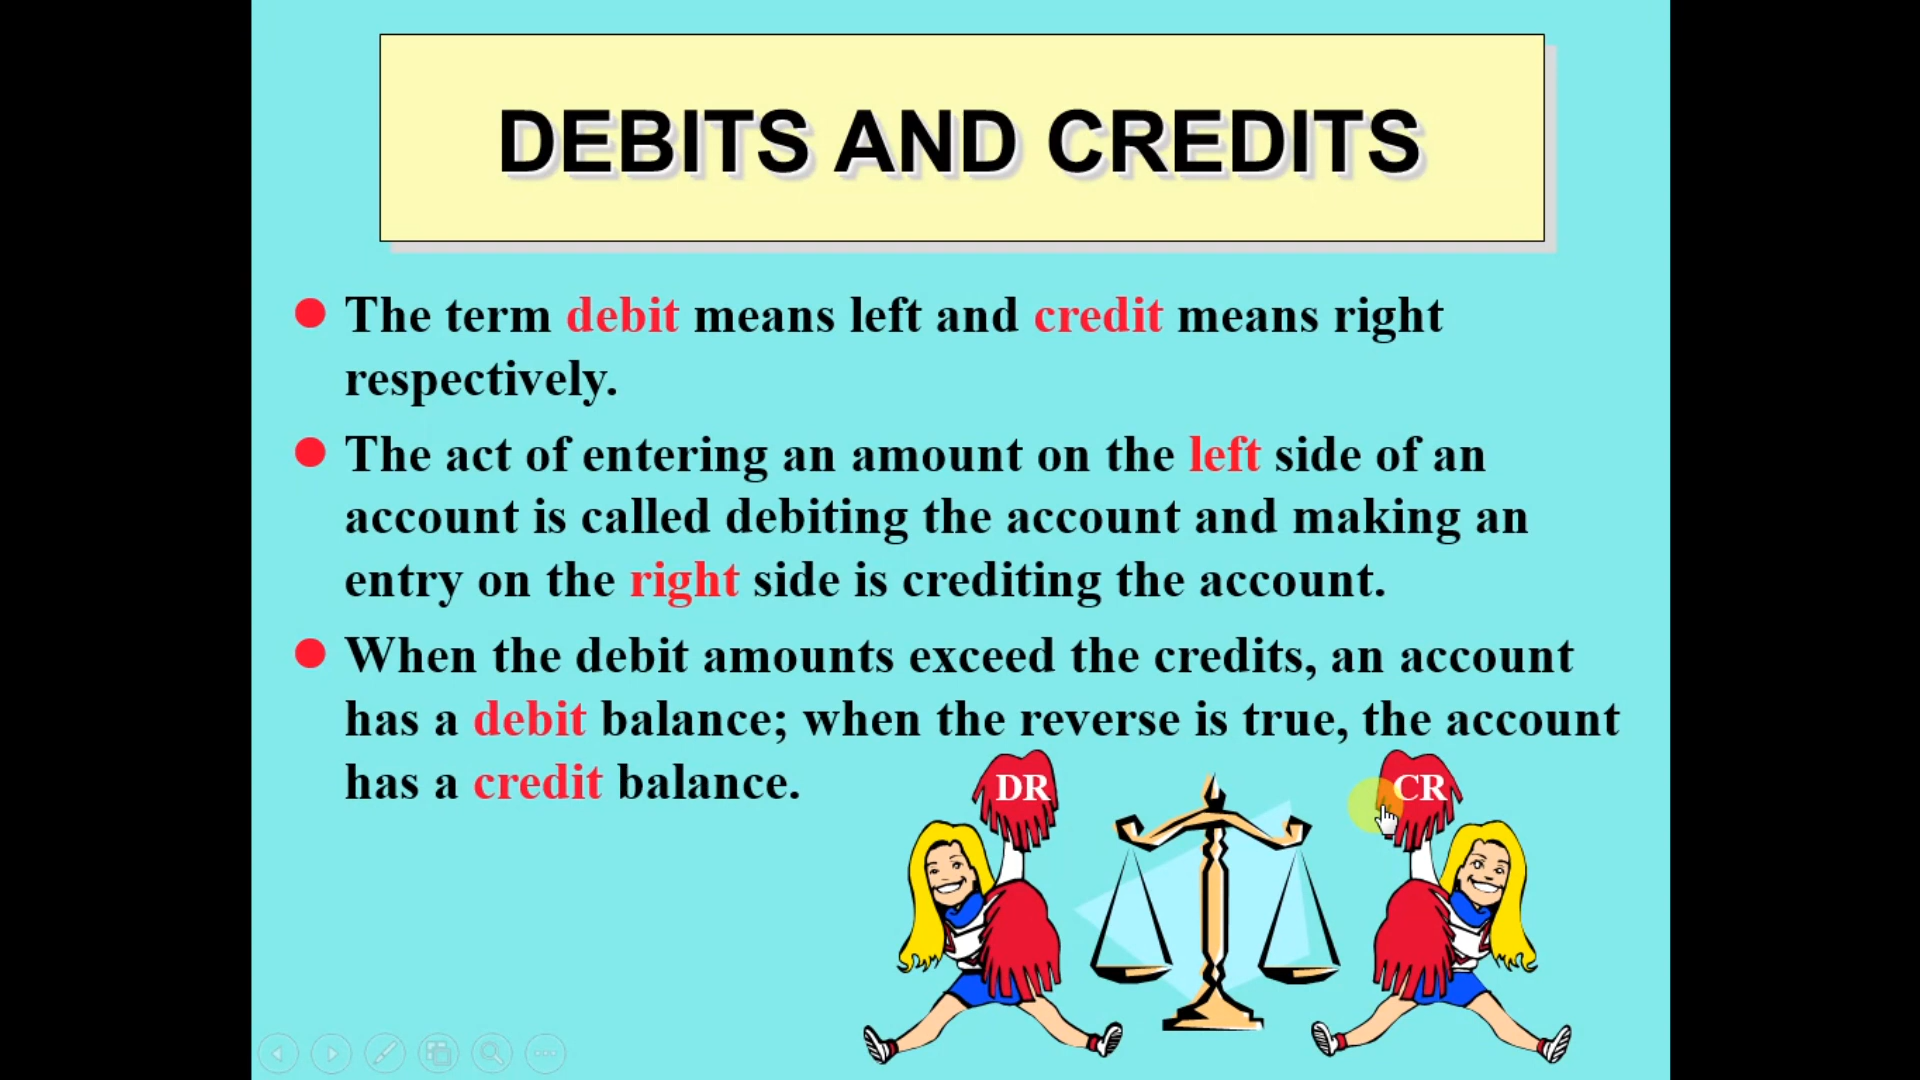 DEBITS AND CREDITS
The term debit means left and credit means right
respectively.
The act of entering an amount on the left side of an
account is called debiting the account and making an
entry on the right side is crediting the account.
When the debit amounts exceed the credits, an account
has a debit balance; when the reverse is true, the account
has a credit balance.
DR
CR